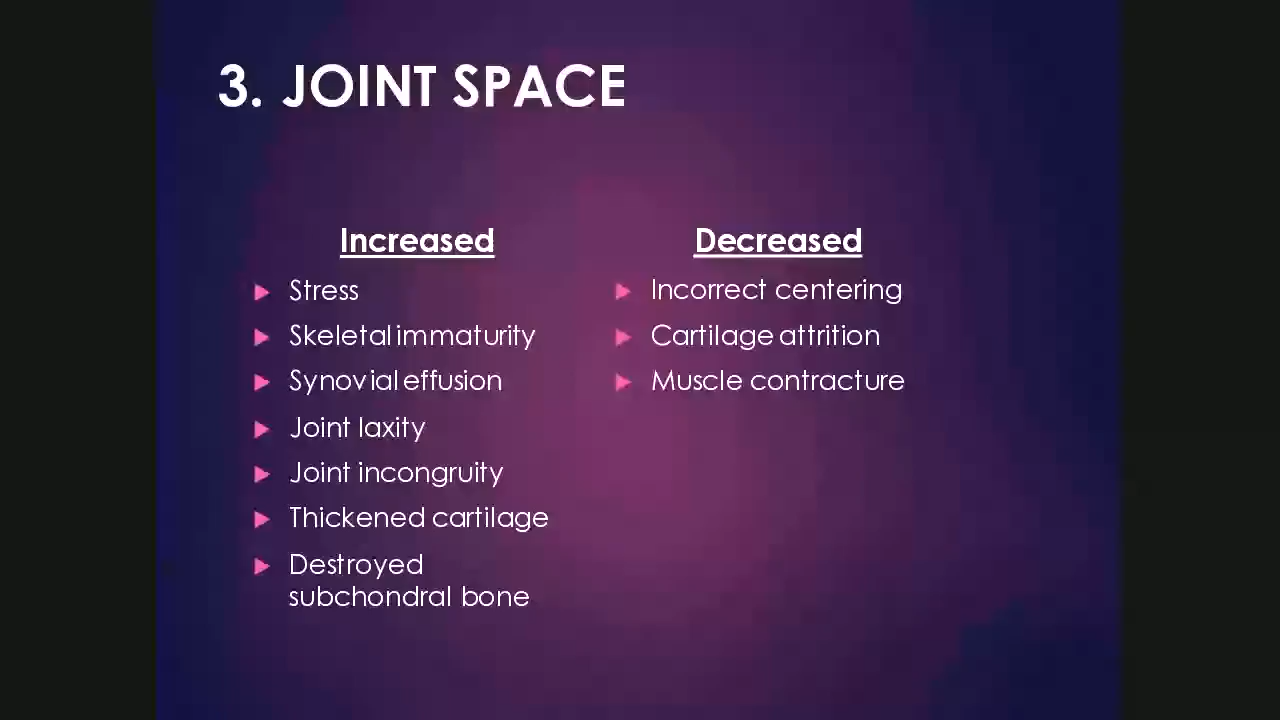 3. JOINT SPACE
Increased
Stress
Skeletal immaturity
Synovial effusion
Joint laxity
Joint incongruity
Thickened cartilage
Destroyed
subchondral bone
Decreased
Incorrect centering
Cartilage attrition
Muscle contracture